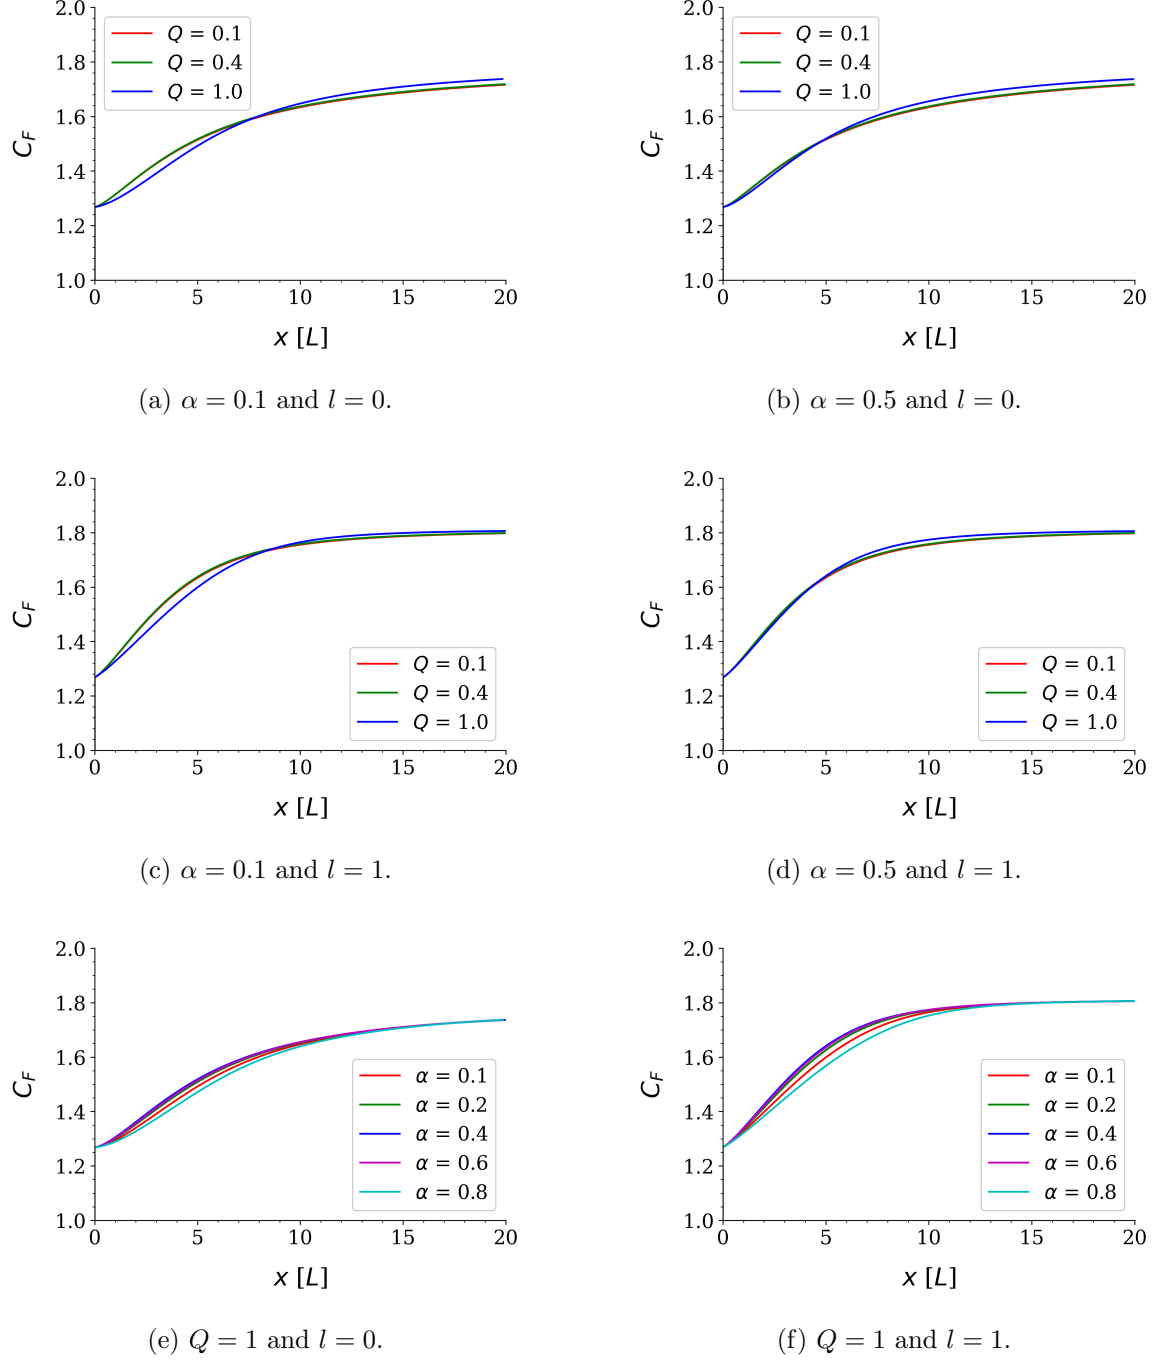 2.0
1.8
1.6
1.4
1.2
1.0
C_F
Q = 0.1
Q = 0.4
Q = 1.0
0 5 10 15 20
x [L]
(a) α = 0.1 and l = 0.
2.0
1.8
1.6
1.4
1.2
1.0
C_F
Q = 0.1
Q = 0.4
Q = 1.0
0 5 10 15 20
x [L]
(b) α = 0.5 and l = 0.
2.0
1.8
1.6
1.4
1.2
1.0
C_F
Q = 0.1
Q = 0.4
Q = 1.0
0 5 10 15 20
x [L]
(c) α = 0.1 and l = 1.
2.0
1.8
1.6
1.4
1.2
1.0
C_F
Q = 0.1
Q = 0.4
Q = 1.0
0 5 10 15 20
x [L]
(d) α = 0.5 and l = 1.
2.0
1.8
1.6
1.4
1.2
1.0
C_F
α = 0.1
α = 0.2
α = 0.4
α = 0.6
α = 0.8
0 5 10 15 20
x [L]
(e) Q = 1 and l = 0.
2.0
1.8
1.6
1.4
1.2
1.0
C_F
α = 0.1
α = 0.2
α = 0.4
α = 0.6
α = 0.8
0 5 10 15 20
x [L]
(f) Q = 1 and l = 1.